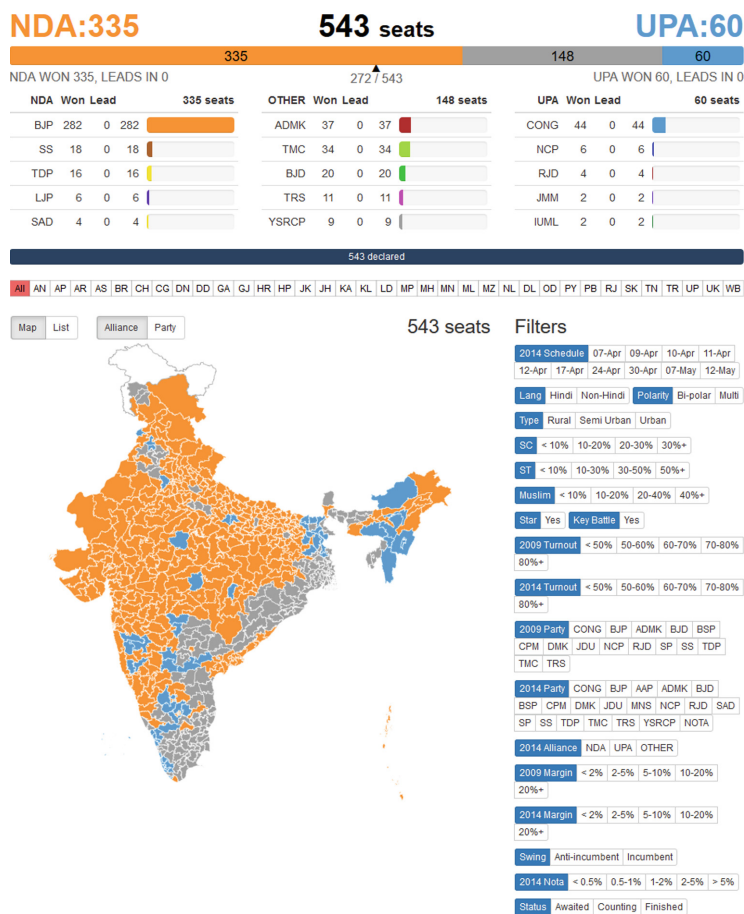 NDA:335 543 seats UPA:60
335 148 60
NDA WON 335, LEADS IN 0 272 / 543 UPA WON 60, LEADS IN 0
NDA Won Lead 335 seats OTHER Won Lead 148 seats UPA Won Lead 60 seats
BJP 282 0 282 ADMK 37 0 37 CONG 44 0 44
SS 18 0 18 TMC 34 0 34 NCP 6 0 6
TDP 16 0 16 BJD 20 0 20 RJD 4 0 4
LJP 6 0 6 TRS 11 0 11 JMM 2 0 2
SAD 4 0 4 YSRCP 9 0 9 IUML 2 0 2
543 declared
All AN AP AR AS BR CH CG DN DD GA GJ HR HP JK JH KA KL LD MP MH MN ML MZ NL DL OD PY PB RJ SK TN TR UP UK WB
Map List Alliance Party 543 seats
Filters
2014 Schedule 07-Apr 09-Apr 10-Apr 11-Apr
12-Apr 17-Apr 24-Apr 30-Apr 07-May 12-May
Lang Hindi Non-Hindi Polarity Bi-polar Multi
Type Rural Semi Urban Urban
SC < 10% 10-20% 20-30% 30%+
ST < 10% 10-30% 30-50% 50%+
Muslim < 10% 10-20% 20-40% 40%+
Star Yes Key Battle Yes
2009 Turnout < 50% 50-60% 60-70% 70-80%
80%+
2014 Turnout < 50% 50-60% 60-70% 70-80%
80%+
2009 Party CONG BJP ADMK BJD BSP
CPM DMK JDU NCP RJD SP SS TDP
TMC TRS
2014 Party CONG BJP AAP ADMK BJD
BSP CPM DMK JDU MNS NCP RJD SAD
SP SS TDP TMC TRS YSRCP NOTA
2014 Alliance NDA UPA OTHER
2009 Margin < 2% 2-5% 5-10% 10-20%
20%+
2014 Margin < 2% 2-5% 5-10% 10-20%
20%+
Swing Anti-incumbent Incumbent
2014 Nota < 0.5% 0.5-1% 1-2% 2-5% > 5%
Status Awaited Counting Finished